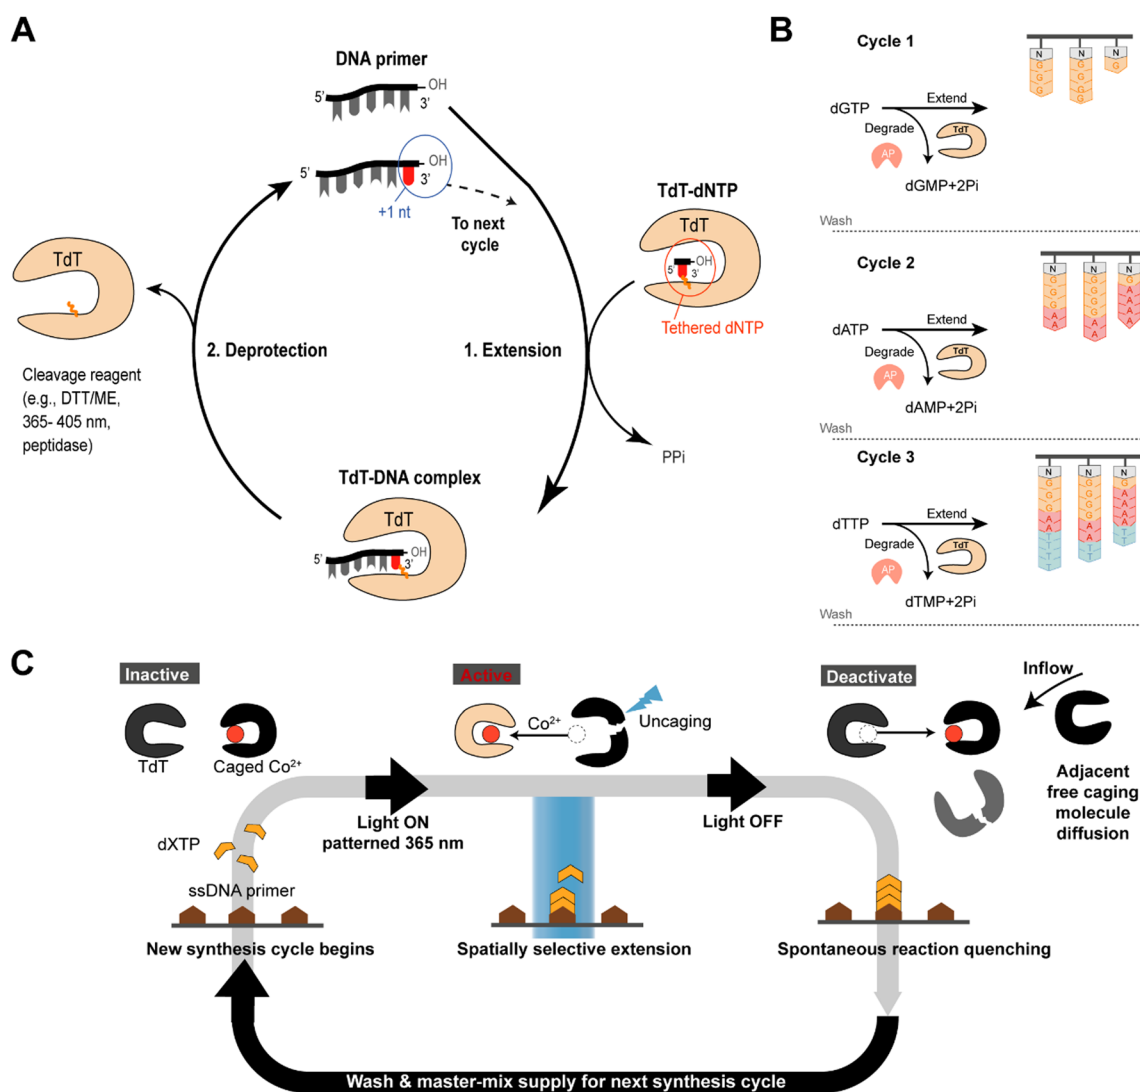 A
DNA primer
OH
5'
3'
OH
5'
3'
+1 nt
To next
cycle
TdT-dNTP
TdT
OH
5'
3'
Tethered dNTP
TdT
2. Deprotection
1. Extension
Cleavage reagent
(e.g., DTT/ME,
365- 405 nm,
peptidase)
PPi
TdT-DNA complex
TdT
OH
5'
3'
B
Cycle 1
N
N
N
G
G
G
G
G
G
G
G
dGTP
Extend
Degrade
TdT
AP
dGMP+2Pi
Wash
Cycle 2
N
N
N
G
G
G
A
A
G
G
G
G
A
A
G
A
A
A
A
dATP
Extend
Degrade
TdT
AP
dAMP+2Pi
Wash
Cycle 3
N
N
N
G
G
G
A
A
T
T
T
T
G
G
G
G
A
A
T
T
G
A
A
A
A
T
T
dTTP
Extend
Degrade
TdT
AP
dTMP+2Pi
Wash
C
Inactive
TdT
Caged Co²⁺
Active
Co²⁺
Uncaging
Deactivate
Inflow
Adjacent
free caging
molecule
diffusion
Light ON
patterned 365 nm
Light OFF
dXTP
ssDNA primer
New synthesis cycle begins
Spatially selective extension
Spontaneous reaction quenching
Wash & master-mix supply for next synthesis cycle